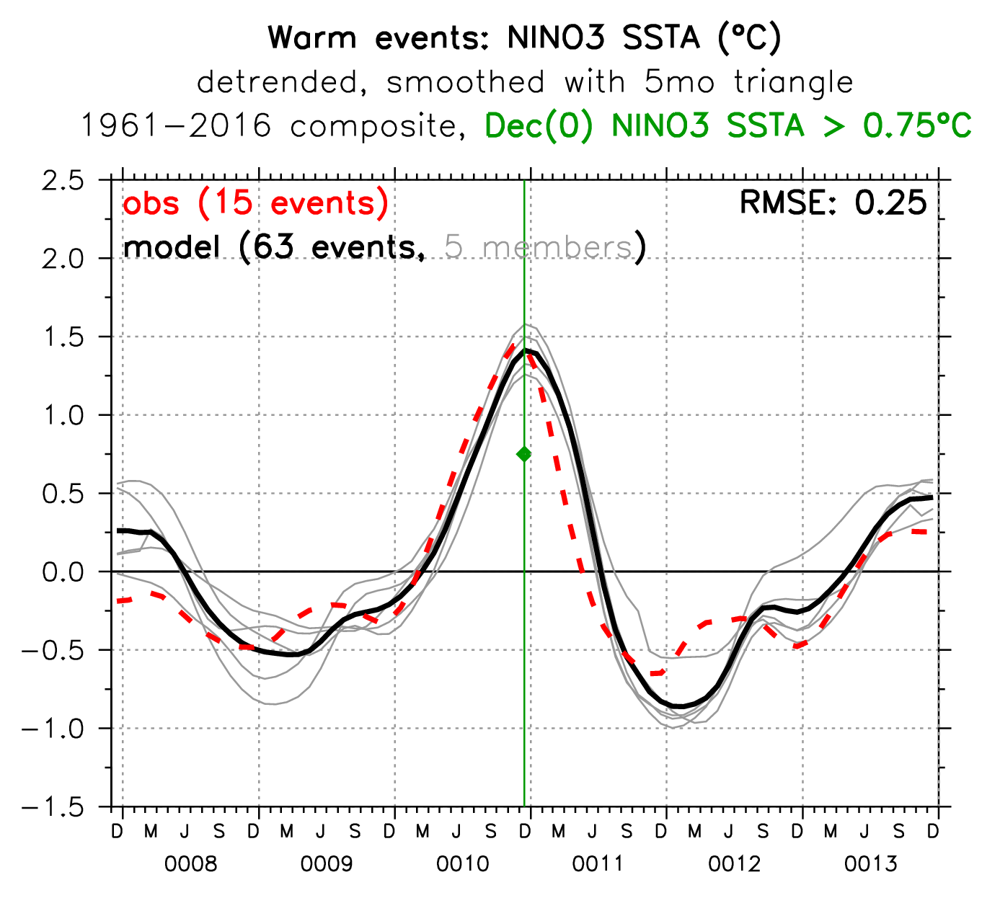 Warm events: NINO3 SSTA (°C)
detrended, smoothed with 5mo triangle
1961−2016 composite, Dec(0) NINO3 SSTA > 0.75°C
obs (15 events)
RMSE: 0.25
model (63 events, 5 members)
2.5
2.0
1.5
1.0
0.5
0.0
−0.5
−1.0
−1.5
D M J S D M J S D M J S D M J S D M J S D M J S D
0008 0009 0010 0011 0012 0013